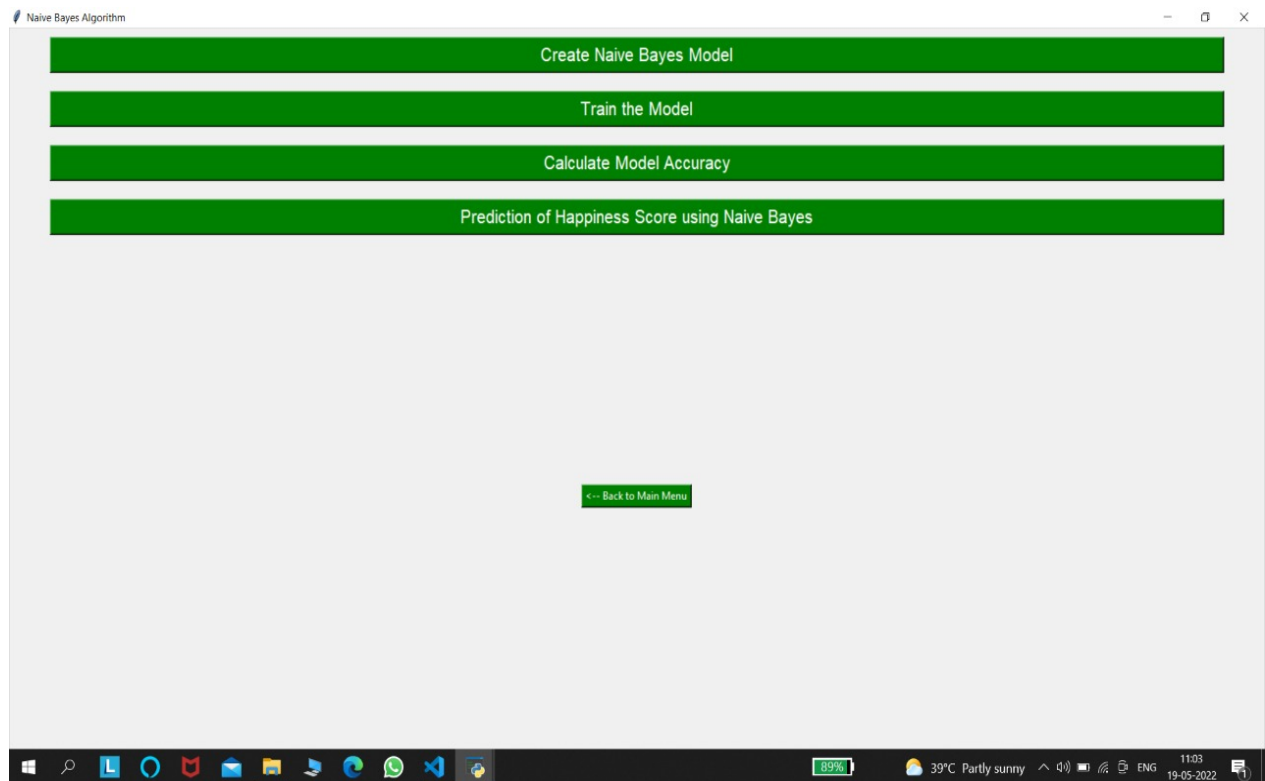 Naive Bayes Algorithm
Create Naive Bayes Model
Train the Model
Calculate Model Accuracy
Prediction of Happiness Score using Naive Bayes
<-- Back to Main Menu
L
89%
39°C Partly sunny
ENG
11:03
19-05-2022